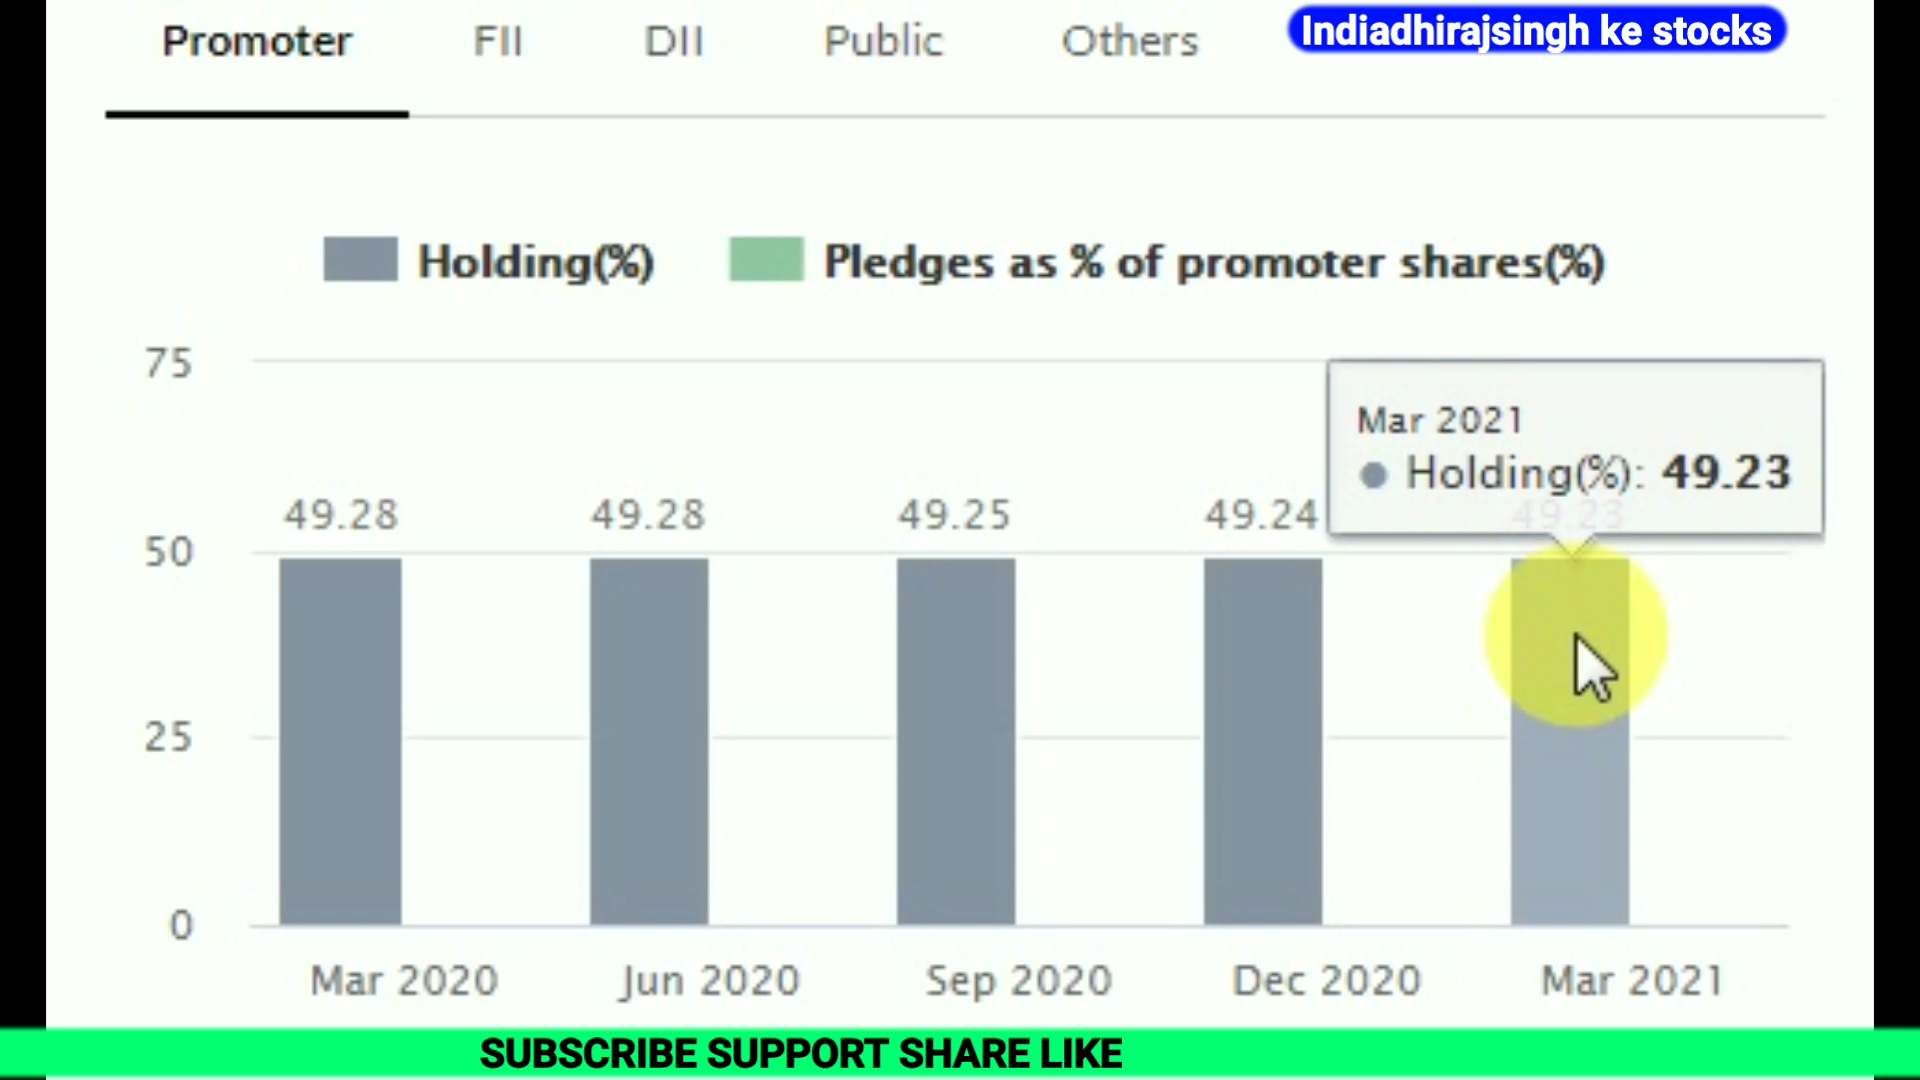 Promoter FII DII Public Others
Indiadhirajsingh ke stocks
Holding(%) Pledges as % of promoter shares(%)
75
Mar 2021
Holding(%): 49.23
49.28 49.28 49.25 49.24 49.23
50
25
0
Mar 2020 Jun 2020 Sep 2020 Dec 2020 Mar 2021
SUBSCRIBE SUPPORT SHARE LIKE